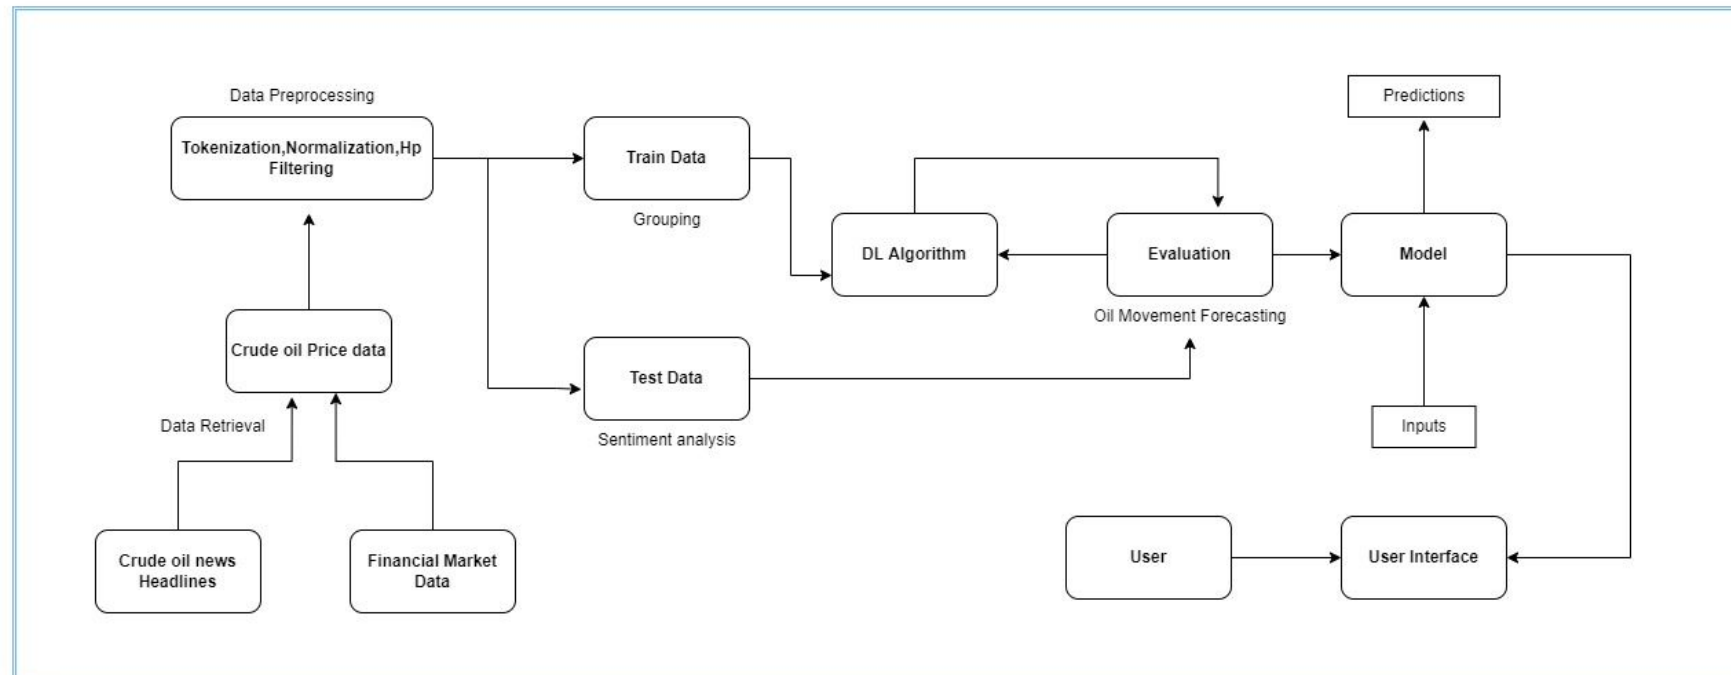 Data Preprocessing
Tokenization,Normalization,Hp
Filtering
Train Data
Grouping
Predictions
DL Algorithm
Evaluation
Model
Oil Movement Forecasting
Crude oil Price data
Test Data
Sentiment analysis
Data Retrieval
Inputs
Crude oil news
Headlines
Financial Market
Data
User
User Interface